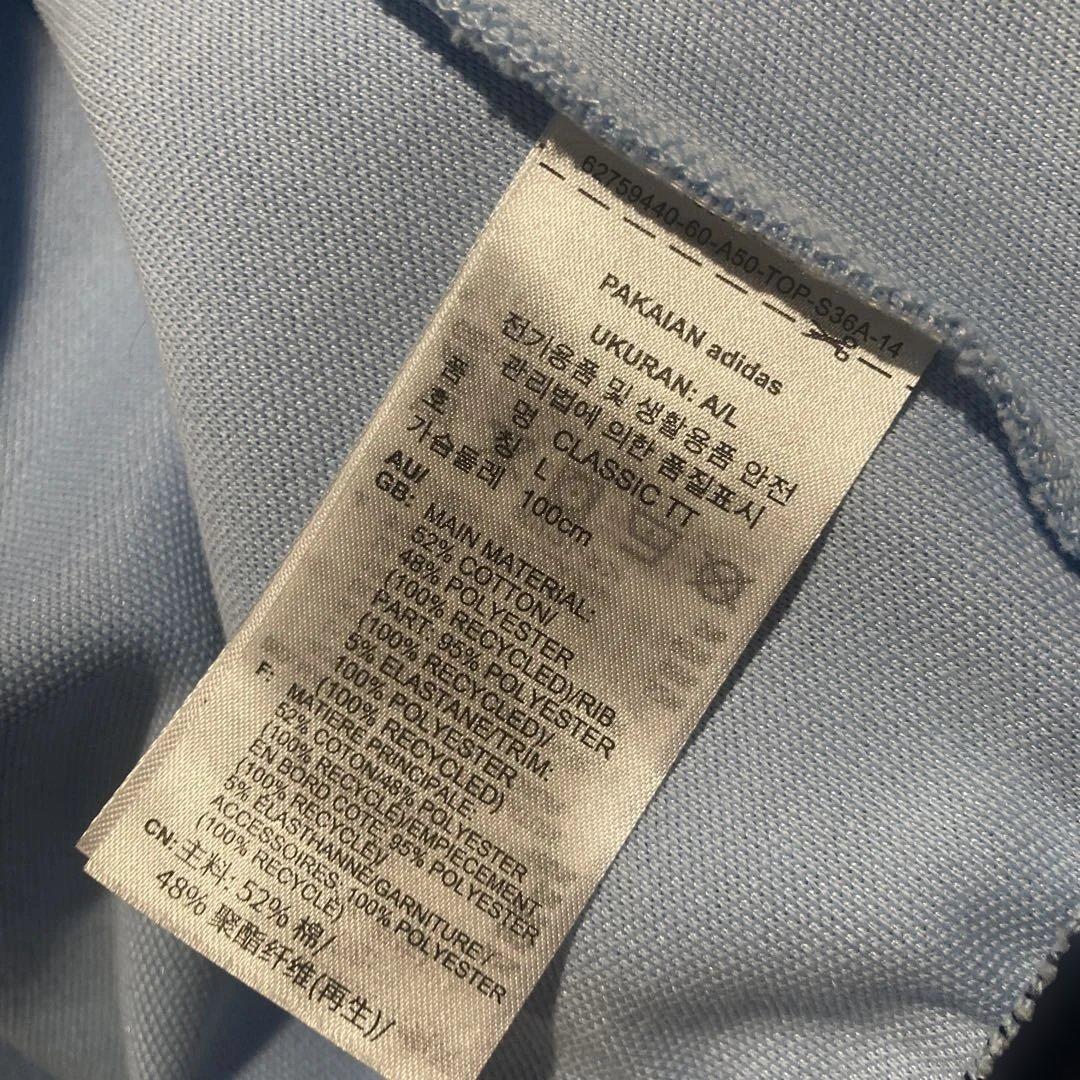 62759440-60-A50-TOP-S36A-14
8
PAKAIAN adidas
UKURAN: A/L
전기용품 및 생활용품 안전
관리법에 의한 품질표시
품 명 CLASSIC TT
호 칭 L
가슴둘레 100cm
AU/
GB: MAIN MATERIAL:
52% COTTON/
48% POLYESTER
(100% RECYCLED)/RIB
PART: 95% POLYESTER
(100% RECYCLED)/
5% ELASTANE/TRIM:
100% POLYESTER
(100% RECYCLED)
F: MATIERE PRINCIPALE
52% COTON/48% POLYESTER
(100% RECYCLÉ)/EMPIECEMENT
EN BORD COTE: 95% POLYESTER
(100% RECYCLÉ)/
5% ÉLASTHANNE/GARNITURE/
ACCESSOIRES: 100% POLYESTER
(100% RECYCLÉ)
CN: 主料: 52% 棉/
48% 聚酯纤维(再生)/